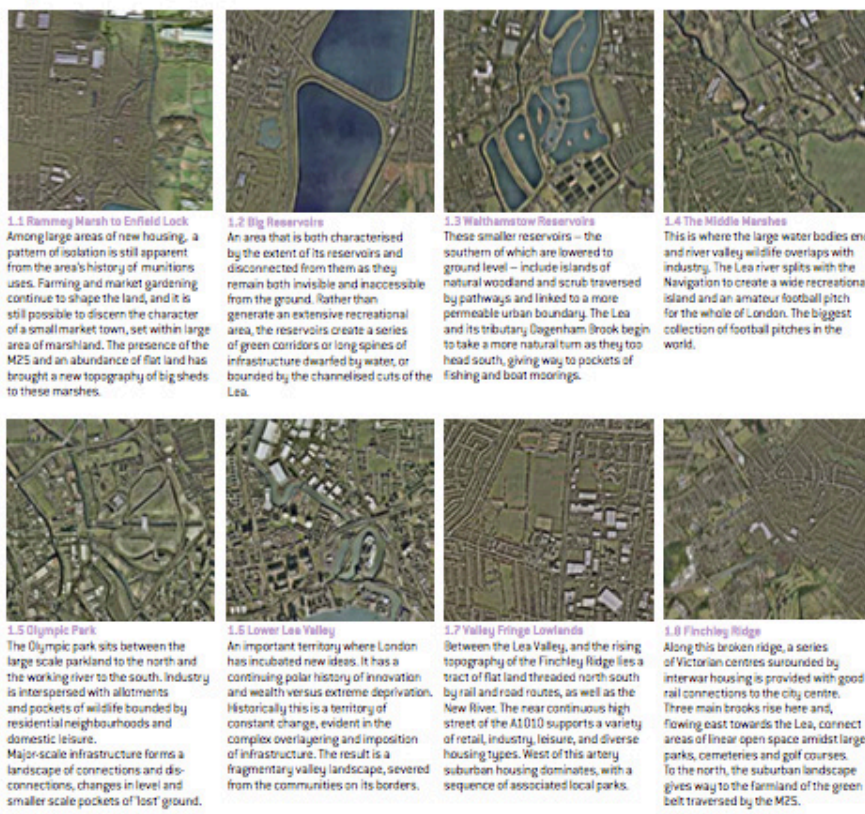 1.1 Rammey Marsh to Enfield Lock
Among large areas of new housing, a
pattern of isolation is still apparent
from the area's history of munitions
uses. Farming and market gardening
continue to shape the land, and it is
still possible to discern the character
of a small market town, set within large
area of marshland. The presence of the
M25 and an abundance of flat land has
brought a new topography of big sheds
to these marshes.
1.2 Big Reservoirs
An area that is both characterised
by the extent of its reservoirs and
disconnected from them as they
remain both invisible and inaccessible
from the ground. Rather than
generate an extensive recreational
area, the reservoirs create a series
of green corridors or long spines of
infrastructure dwarfed by water, or
bounded by the channelised cuts of the
Lea.
1.3 Walthamstow Reservoirs
These smaller reservoirs – the
southern of which are lowered to
ground level – include islands of
natural woodland and scrub traversed
by pathways and linked to a more
permeable urban boundary. The Lea
and its tributary Dagenham Brook begin
to take a more natural turn as they too
head south, giving way to pockets of
fishing and boat moorings.
1.4 The Middle Marshes
This is where the large water bodies end
and river valley wildlife overlaps with
industry. The Lea river splits with the
Navigation to create a wide recreational
island and an amateur football pitch
for the whole of London. The biggest
collection of football pitches in the
world.
1.5 Olympic Park
The Olympic park sits between the
large scale parkland to the north and
the working river to the south. Industry
is interspersed with allotments
and pockets of wildlife bounded by
residential neighbourhoods and
domestic leisure.
Major-scale infrastructure forms a
landscape of connections and dis-
connections, changes in level and
smaller scale pockets of 'lost' ground.
1.6 Lower Lea Valley
An important territory where London
has incubated new ideas. It has a
continuing polar history of innovation
and wealth versus extreme deprivation.
Historically this is a territory of
constant change, evident in the
complex overlayering and imposition
of infrastructure. The result is a
fragmentary valley landscape, severed
from the communities on its borders.
1.7 Valley Fringe Lowlands
Between the Lea Valley, and the rising
topography of the Finchley Ridge lies a
tract of flat land threaded north south
by rail and road routes, as well as the
New River. The near continuous high
street of the A1010 supports a variety
of retail, industry, leisure, and diverse
housing types. West of this artery
suburban housing dominates, with a
sequence of associated local parks.
1.8 Finchley Ridge
Along this broken ridge, a series
of Victorian centres surounded by
interwar housing is provided with good
rail connections to the city centre.
Three main brooks rise here and,
flowing east towards the Lea, connect
areas of linear open space amidst large
parks, cemeteries and golf courses.
To the north, the suburban landscape
gives way to the farmland of the green
belt traversed by the M25.